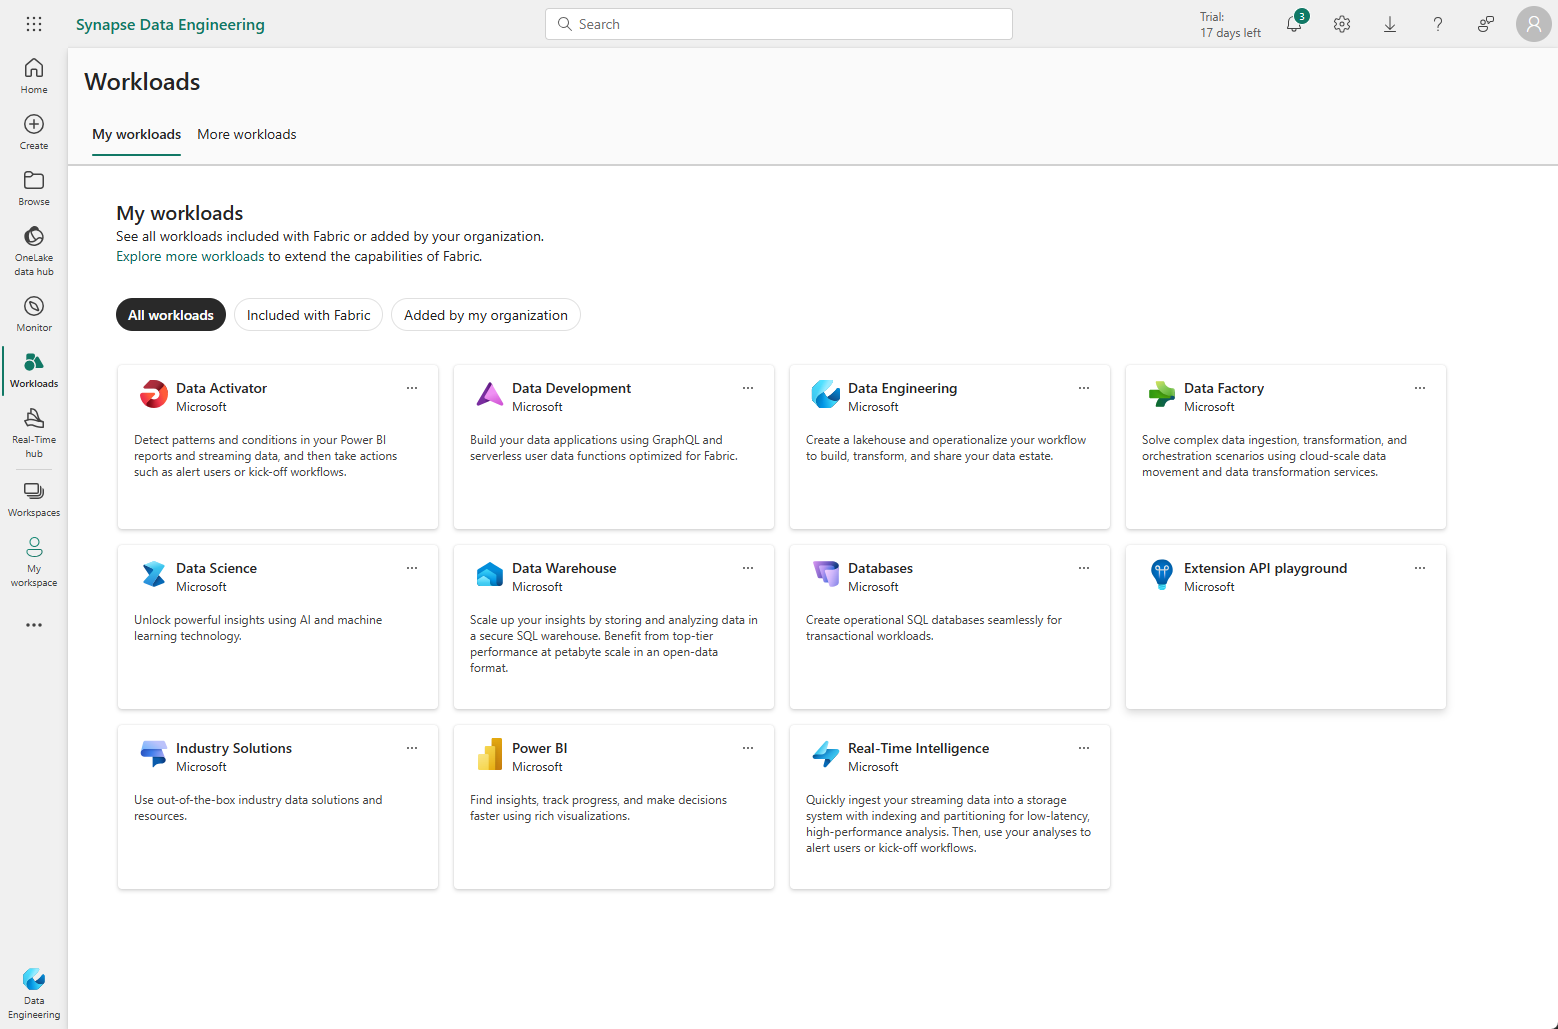 Synapse Data Engineering
Search
Trial:
17 days left
3
Home
Create
Browse
OneLake
data hub
Monitor
Workloads
Real-Time
hub
Workspaces
My
workspace
Data
Engineering
Workloads
My workloads
More workloads
My workloads
See all workloads included with Fabric or added by your organization.
Explore more workloads to extend the capabilities of Fabric.
All workloads
Included with Fabric
Added by my organization
Data Activator
Microsoft
Detect patterns and conditions in your Power BI
reports and streaming data, and then take actions
such as alert users or kick-off workflows.
Data Development
Microsoft
Build your data applications using GraphQL and
serverless user data functions optimized for Fabric.
Data Engineering
Microsoft
Create a lakehouse and operationalize your workflow
to build, transform, and share your data estate.
Data Factory
Microsoft
Solve complex data ingestion, transformation, and
orchestration scenarios using cloud-scale data
movement and data transformation services.
Data Science
Microsoft
Unlock powerful insights using AI and machine
learning technology.
Data Warehouse
Microsoft
Scale up your insights by storing and analyzing data in
a secure SQL warehouse. Benefit from top-tier
performance at petabyte scale in an open-data
format.
Databases
Microsoft
Create operational SQL databases seamlessly for
transactional workloads.
Extension API playground
Microsoft
Industry Solutions
Microsoft
Use out-of-the-box industry data solutions and
resources.
Power BI
Microsoft
Find insights, track progress, and make decisions
faster using rich visualizations.
Real-Time Intelligence
Microsoft
Quickly ingest your streaming data into a storage
system with indexing and partitioning for low-latency,
high-performance analysis. Then, use your analyses to
alert users or kick-off workflows.